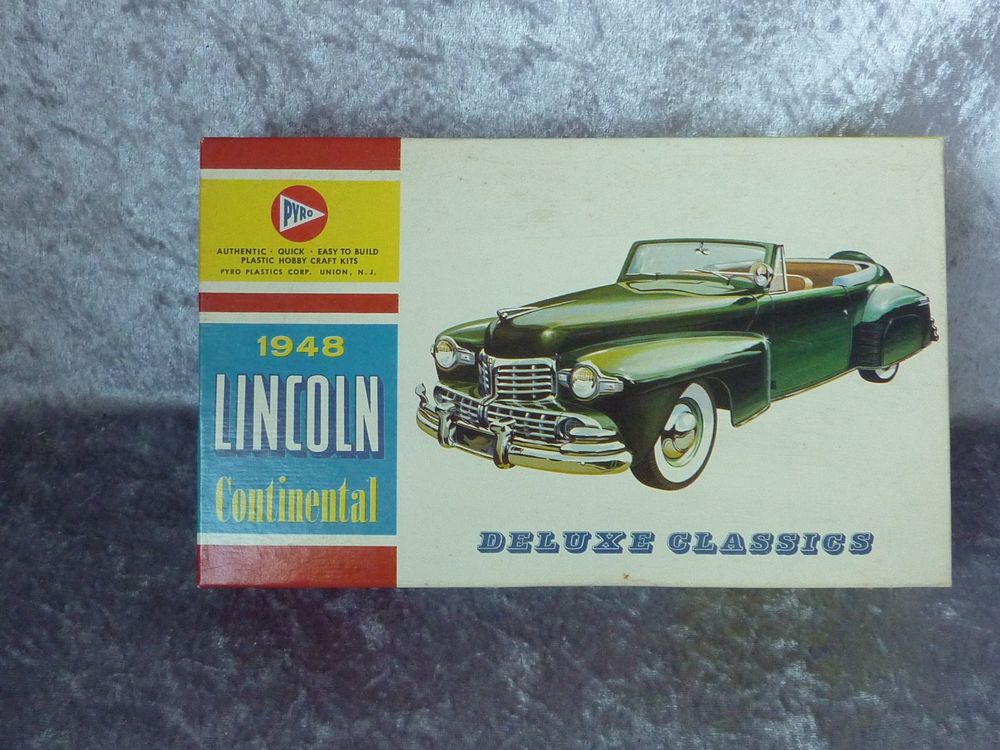 PYRO
AUTHENTIC · QUICK · EASY TO BUILD
PLASTIC HOBBY CRAFT KITS
PYRO PLASTICS CORP. UNION, N.J.
1948
LINCOLN
Continental
DELUXE CLASSICS